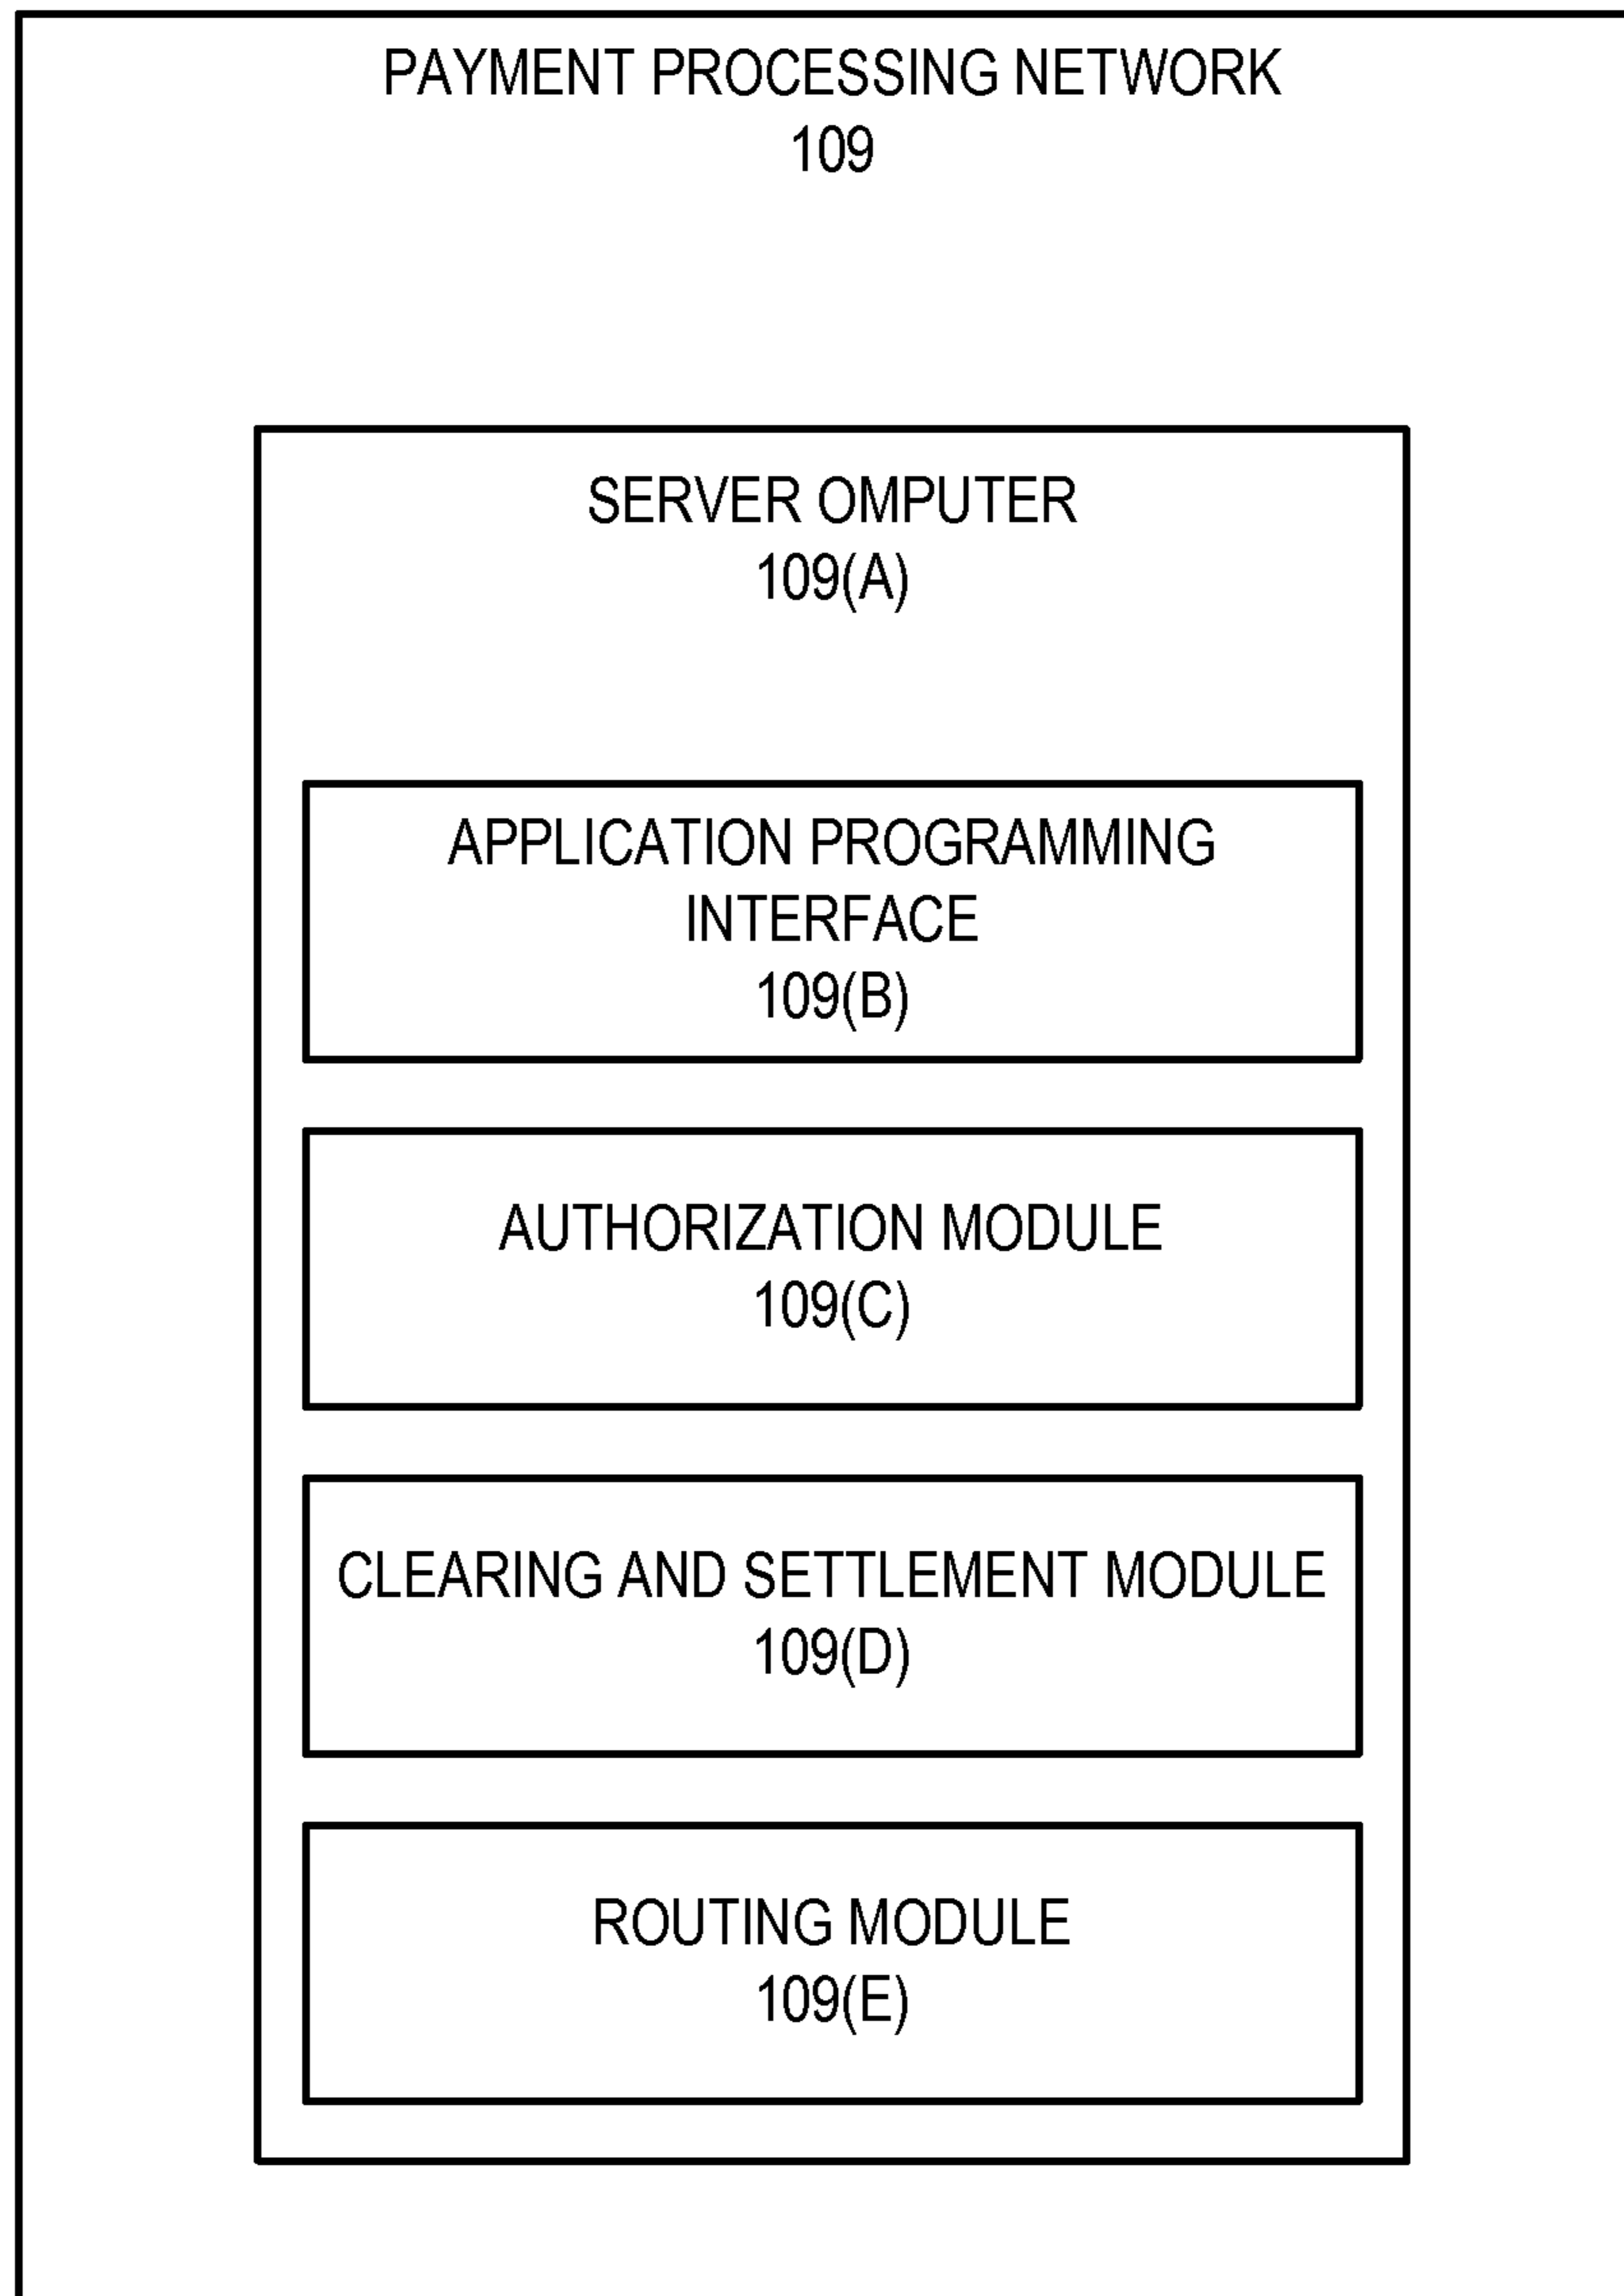 PAYMENT PROCESSING NETWORK
109
SERVER OMPUTER
109(A)
APPLICATION PROGRAMMING
INTERFACE
109(B)
AUTHORIZATION MODULE
109(C)
CLEARING AND SETTLEMENT MODULE
109(D)
ROUTING MODULE
109(E)